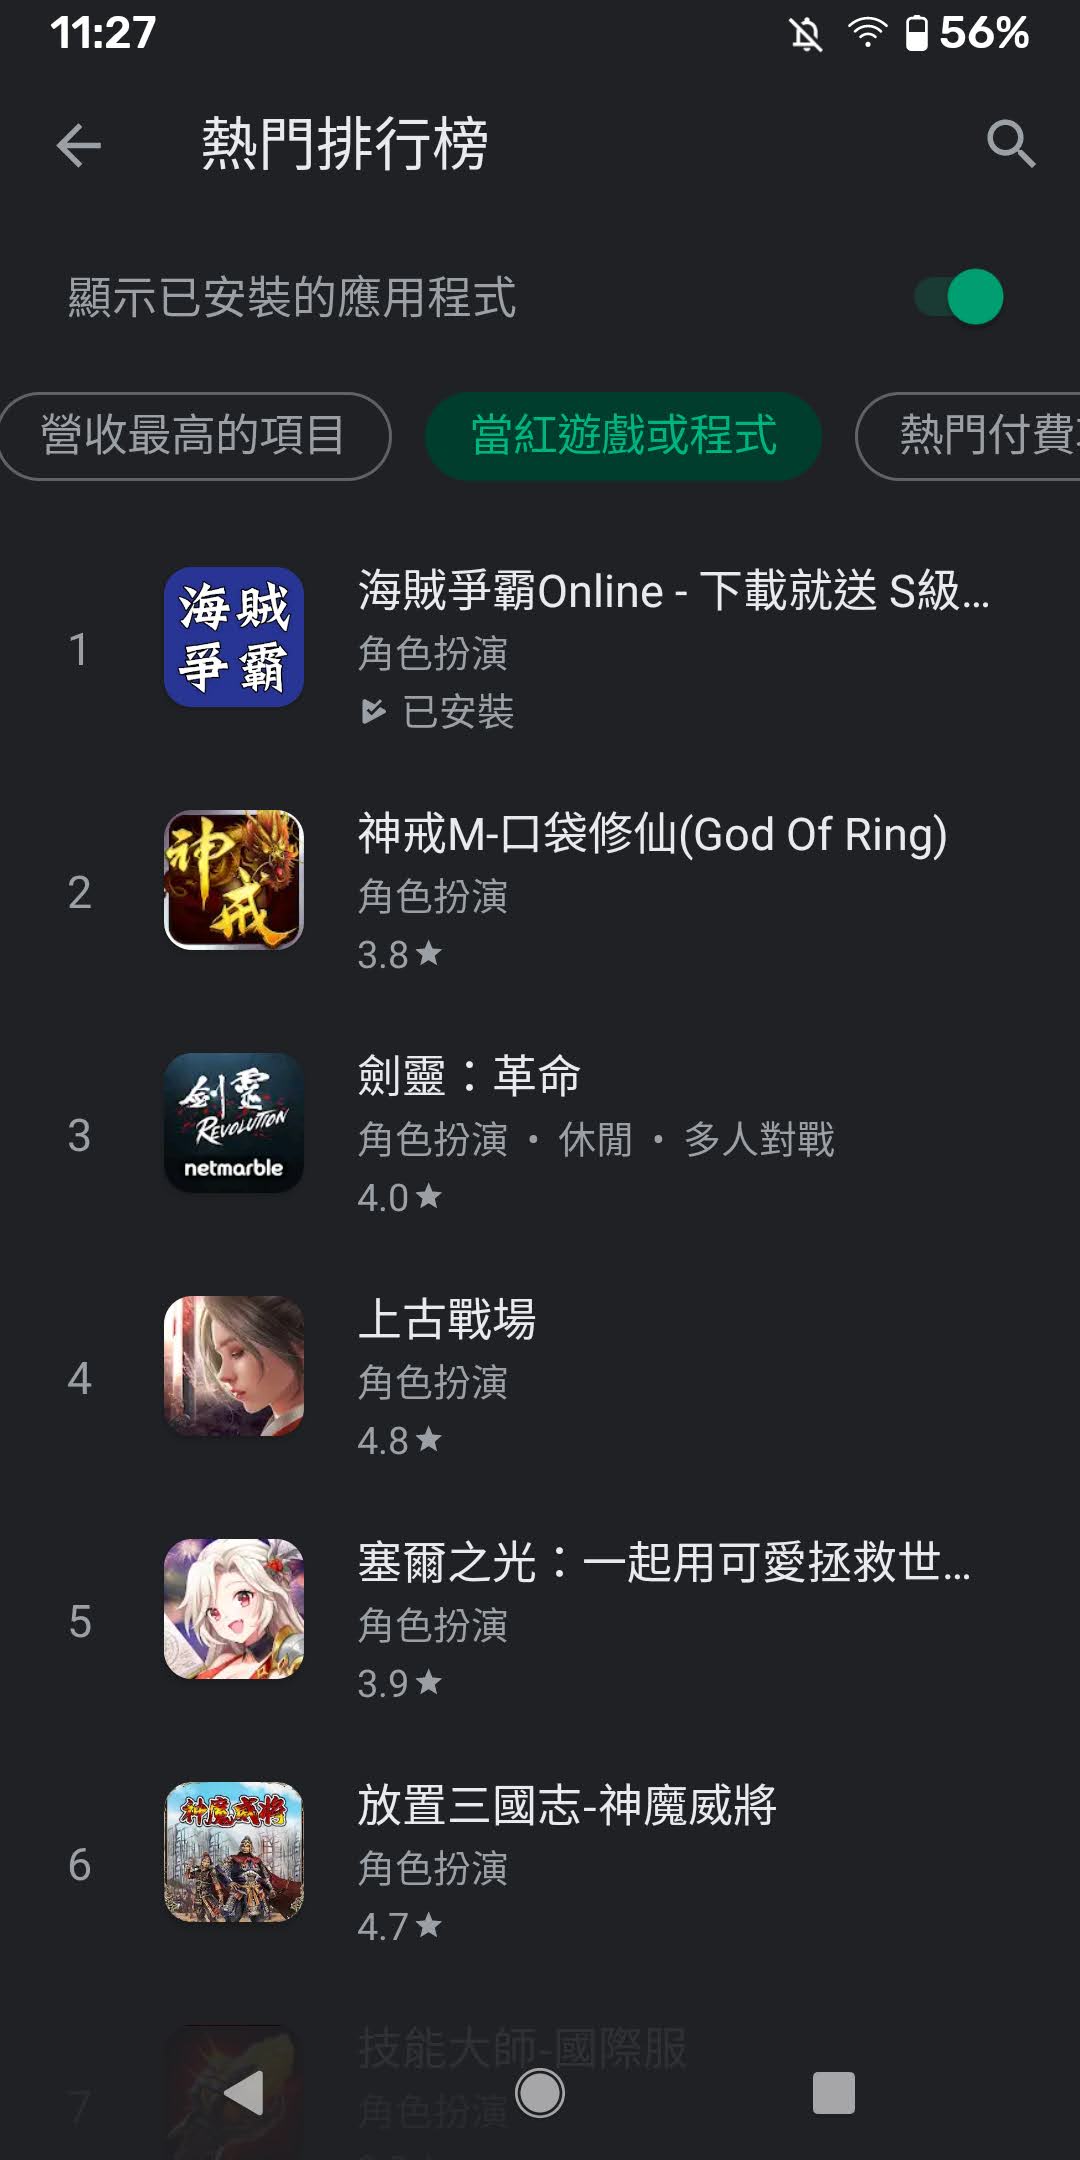 11:27
56%
熱門排行榜
顯示已安裝的應用程式
營收最高的項目
當紅遊戲或程式
熱門付費
1
海賊
爭霸
海賊爭霸Online - 下載就送 S級...
角色扮演
已安裝
2
神戒
神戒M-口袋修仙(God Of Ring)
角色扮演
3.8
3
劍靈
REVOLUTION
netmarble
劍靈：革命
角色扮演 • 休閒 • 多人對戰
4.0
4
上古戰場
角色扮演
4.8
5
塞爾之光：一起用可愛拯救世...
角色扮演
3.9
6
神魔威將
放置三國志-神魔威將
角色扮演
4.7
7
技能大師-國際服
角色扮演